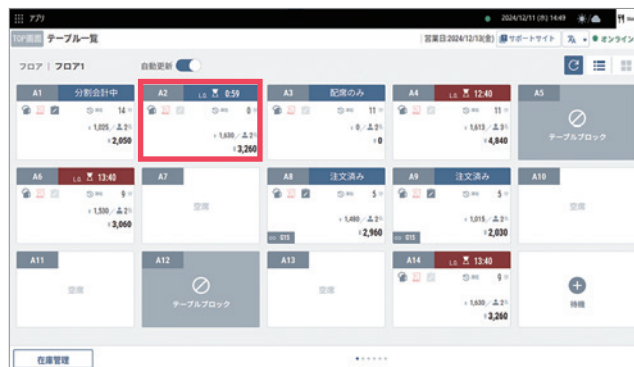 アプリ
2024/12/11 (水) 14:49
TOP画面 テーブル一覧
営業日:2024/12/13(金) サポートサイト オンライン
フロア | フロア1 自動更新
A1 分割会計中
14
¥ 1,025 / 2
¥ 2,050
A2 L.O. 0:59
0
¥ 1,630 / 2
¥ 3,260
A3 配席のみ
11
¥ 0 / 2
¥ 0
A4 L.O. 12:40
11
¥ 1,613 / 3
¥ 4,840
A5
テーブルブロック
A6 L.O. 13:40
9
¥ 1,530 / 2
¥ 3,060
A7
空席
A8 注文済み
5
¥ 1,480 / 2
G15 ¥ 2,960
A9 注文済み
5
¥ 1,015 / 2
G15 ¥ 2,030
A10
空席
A11
空席
A12
テーブルブロック
A13
空席
A14 L.O. 13:40
9
¥ 1,630 / 2
¥ 3,260
待機
在庫管理